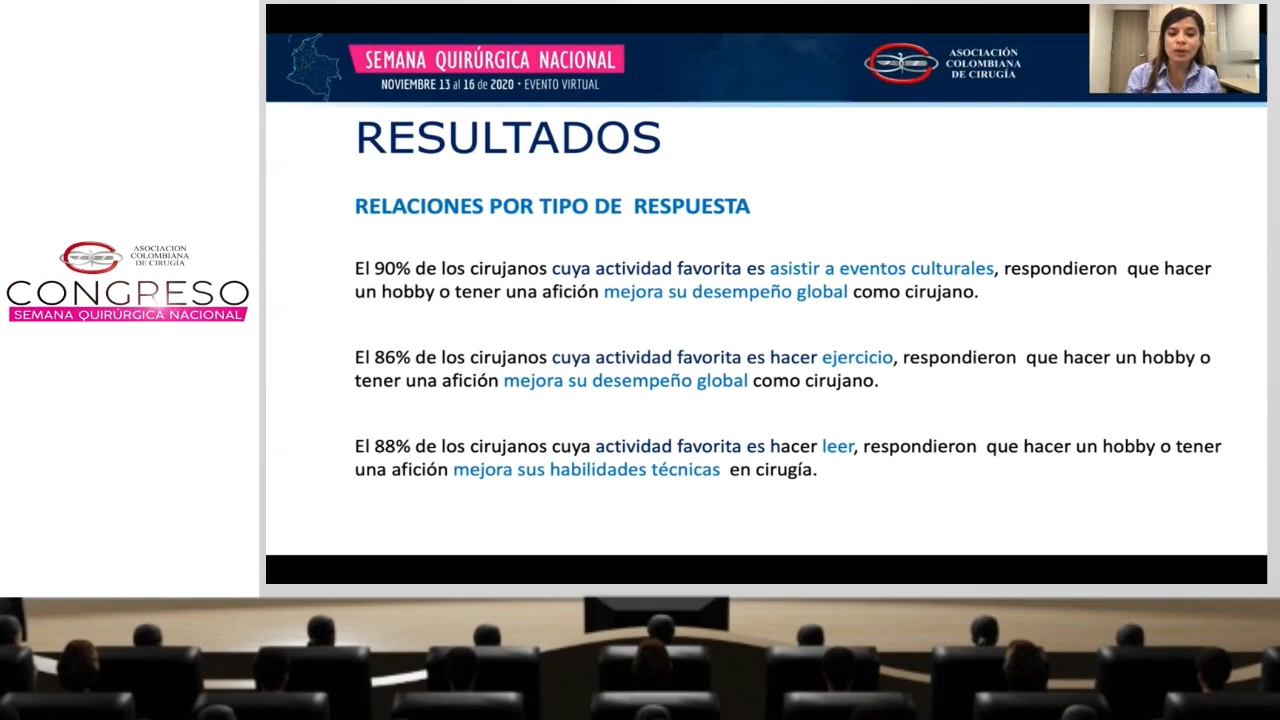 SEMANA QUIRÚRGICA NACIONAL
NOVIEMBRE 13 al 16 de 2020 • EVENTO VIRTUAL
ASOCIACIÓN
COLOMBIANA
DE CIRUGÍA
RESULTADOS
RELACIONES POR TIPO DE RESPUESTA
El 90% de los cirujanos cuya actividad favorita es asistir a eventos culturales, respondieron que hacer
un hobby o tener una afición mejora su desempeño global como cirujano.
El 86% de los cirujanos cuya actividad favorita es hacer ejercicio, respondieron que hacer un hobby o
tener una afición mejora su desempeño global como cirujano.
El 88% de los cirujanos cuya actividad favorita es hacer leer, respondieron que hacer un hobby o tener
una afición mejora sus habilidades técnicas en cirugía.
ASOCIACIÓN
COLOMBIANA
DE CIRUGÍA
CONGRESO
SEMANA QUIRÚRGICA NACIONAL